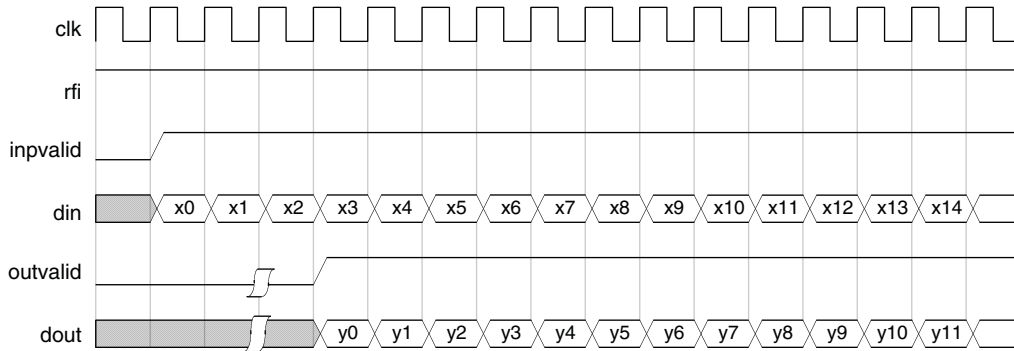 clk
rfi
inpvalid
din x0 x1 x2 x3 x4 x5 x6 x7 x8 x9 x10 x11 x12 x13 x14
outvalid
dout y0 y1 y2 y3 y4 y5 y6 y7 y8 y9 y10 y11